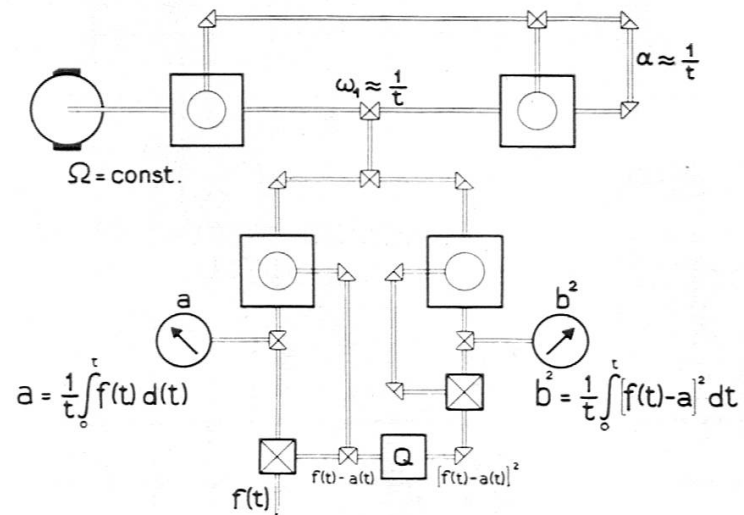 α ≈ 1/t
ω₁ ≈ 1/t
Ω = const.
a
b²
a = 1/t ∫₀ᵗ f(t) d(t)
b² = 1/t ∫₀ᵗ [f(t)-a]² dt
Q
f(t) - a(t)
[f(t)-a(t)]²
f(t)